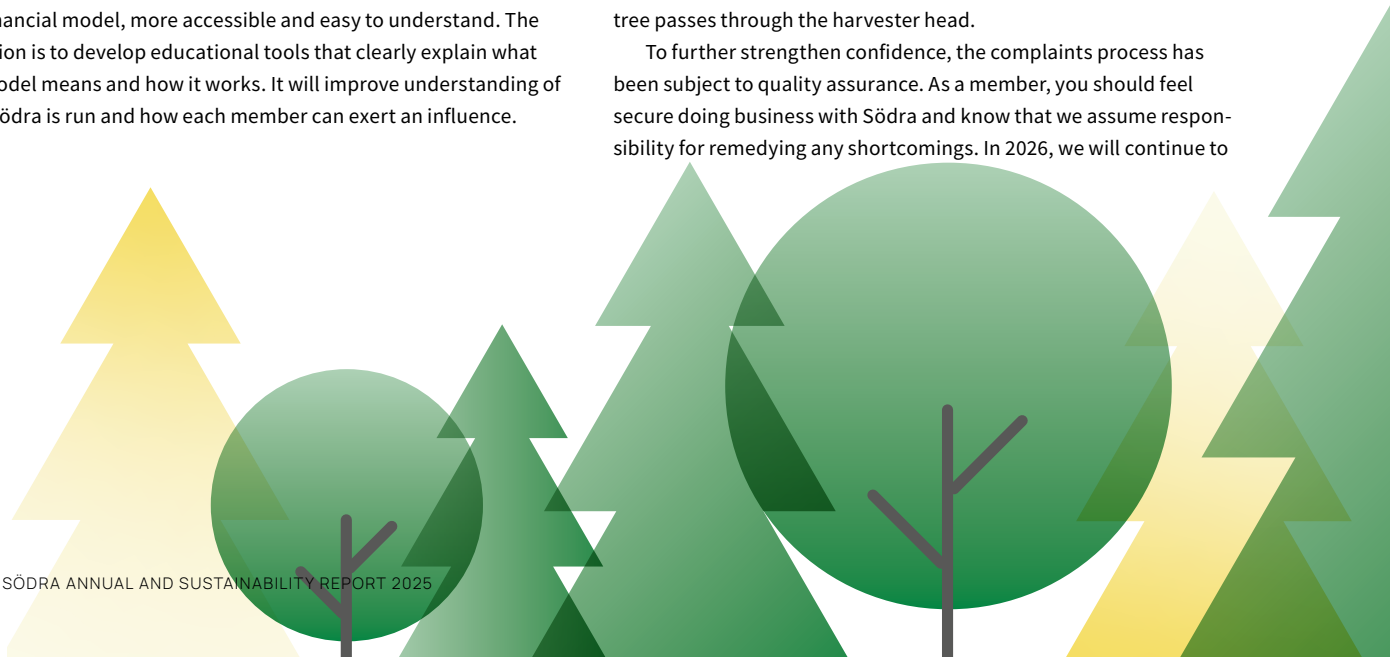 nancial model, more accessible and easy to understand. The
ion is to develop educational tools that clearly explain what
odel means and how it works. It will improve understanding of
ödra is run and how each member can exert an influence.
tree passes through the harvester head.
To further strengthen confidence, the complaints process has
been subject to quality assurance. As a member, you should feel
secure doing business with Södra and know that we assume respon-
sibility for remedying any shortcomings. In 2026, we will continue to
SÖDRA ANNUAL AND SUSTAINABILITY REPORT 2025